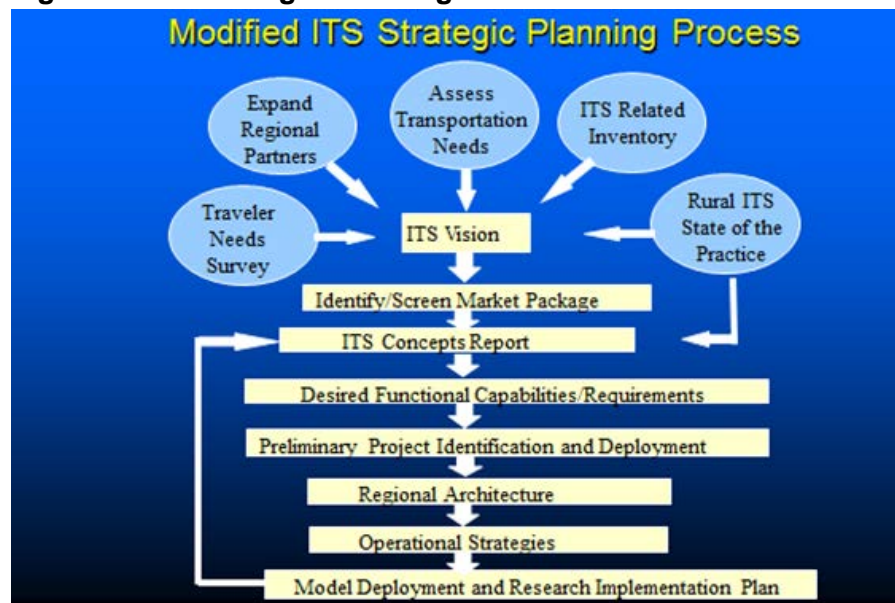 Modified ITS Strategic Planning Process
Expand
Regional
Partners
Assess
Transportation
Needs
ITS Related
Inventory
Traveler
Needs
Survey
Rural ITS
State of the
Practice
ITS Vision
Identify/Screen Market Package
ITS Concepts Report
Desired Functional Capabilities/Requirements
Preliminary Project Identification and Deployment
Regional Architecture
Operational Strategies
Model Deployment and Research Implementation Plan